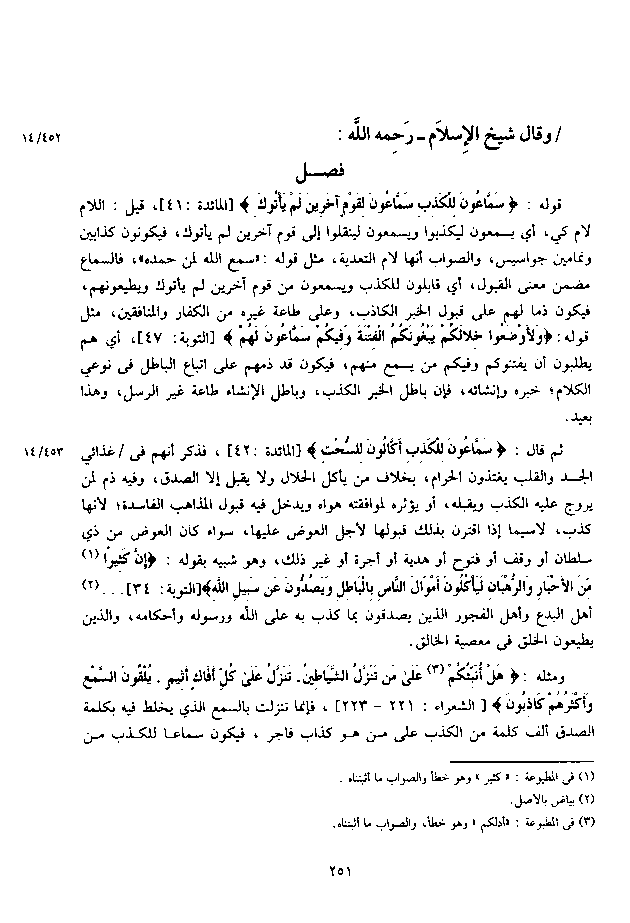 ١٤/٤٥٢ / وقال شيخ الإسلام ـ رَحمه اللَّه :
فصــل
قوله : ﴿ سَمَّاعُونَ لِلْكَذِبِ سَمَّاعُونَ لِقَوْمٍ آخَرِينَ لَمْ يَأْتُوكَ ﴾ [المائدة : ٤١]، قيل : اللام
لام كي، أي يسمعون ليكذبوا ويسمعون لينقلوا إلى قوم آخرين لم يأتوك، فيكونون كذابين
ونمامين جواسيس، والصواب أنها لام التعدية، مثل قوله : «سمع الله لمن حمده»، فالسماع
مضمن معنى القبول، أي قابلون للكذب ويسمعون من قوم آخرين لم يأتوك ويطيعونهم،
فيكون ذما لهم على قبول الخبر الكاذب، وعلى طاعة غيره من الكفار والمنافقين، مثل
قوله : ﴿وَلأَوْضَعُوا خِلالَكُمْ يَبْغُونَكُمُ الْفِتْنَةَ وَفِيكُمْ سَمَّاعُونَ لَهُمْ ﴾ [التوبة: ٤٧]، أي هم
يطلبون أن يفتنوكم وفيكم من يسمع منهم، فيكون قد ذمهم على اتباع الباطل فى نوعي
الكلام؛ خبره وإنشائه، فإن باطل الخبر الكذب، وباطل الإنشاء طاعة غير الرسل، وهذا
بعيد.
١٤/٤٥٣ ثم قال : ﴿ سَمَّاعُونَ لِلْكَذِبِ أَكَّالُونَ لِلسُّحْتِ ﴾ [المائدة :٤٢] ، فذكر أنهم فى / غذائي
الجسد والقلب يغتذون الحرام، بخلاف من يأكل الحلال ولا يقبل إلا الصدق، وفيه ذم لمن
يروج عليه الكذب ويقبله، أو يؤثره لموافقته هواه ويدخل فيه قبول المذاهب الفاسدة؛ لأنها
كذب، لاسيما إذا اقترن بذلك قبولها لأجل العوض عليها، سواء كان العوض من ذي
سلطان أو وقف أو فتوح أو هدية أو أجرة أو غير ذلك، وهو شبيه بقوله : ﴿إِنَّ كَثِيراً (١)
مِّنَ الأَحْبَارِ وَالرُّهْبَانِ لَيَأْكُلُونَ أَمْوَالَ النَّاسِ بِالْبَاطِلِ وَيَصُدُّونَ عَن سَبِيلِ اللَّهِ﴾[التوبة: ٣٤]. . . (٢)
أهل البدع وأهل الفجور الذين يصدقون بما كذب به على الله ورسوله وأحكامه، والذين
يطيعون الخلق فى معصية الخالق.
ومثله : ﴿ هَلْ أُنَبِّئُكُمْ (٣) عَلَىٰ مَن تَنَزَّلُ الشَّيَاطِينُ. تَنَزَّلُ عَلَىٰ كُلِّ أَفَّاكٍ أَثِيمٍ . يُلْقُونَ السَّمْعَ
وَأَكْثَرُهُمْ كَاذِبُونَ ﴾ [ الشعراء : ٢٢١ - ٢٢٣] ، فإنما تنزلت بالسمع الذي يخلط فيه بكلمة
الصدق ألف كلمة من الكذب على من هو كذاب فاجر ، فيكون سماعا للكذب من
(١) فى المطبوعة : « كثير » وهو خطأ والصواب ما أثبتناه .
(٢) بياض بالأصل.
(٣) فى المطبوعة : «أدلكم » وهو خطأ، والصواب ما أثبتناه.
٢٥١